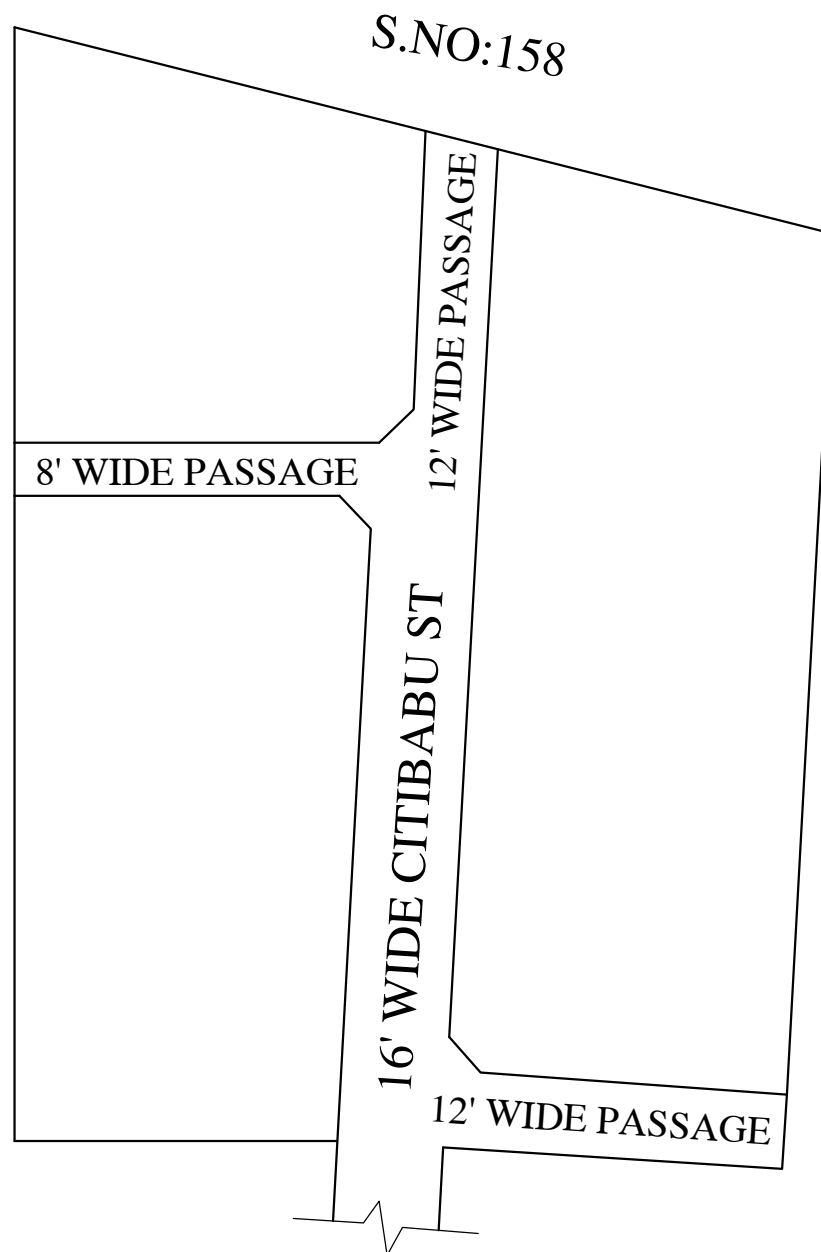 S.NO:158
12' WIDE PASSAGE
8' WIDE PASSAGE
16' WIDE CITIBABU ST
12' WIDE PASSAGE